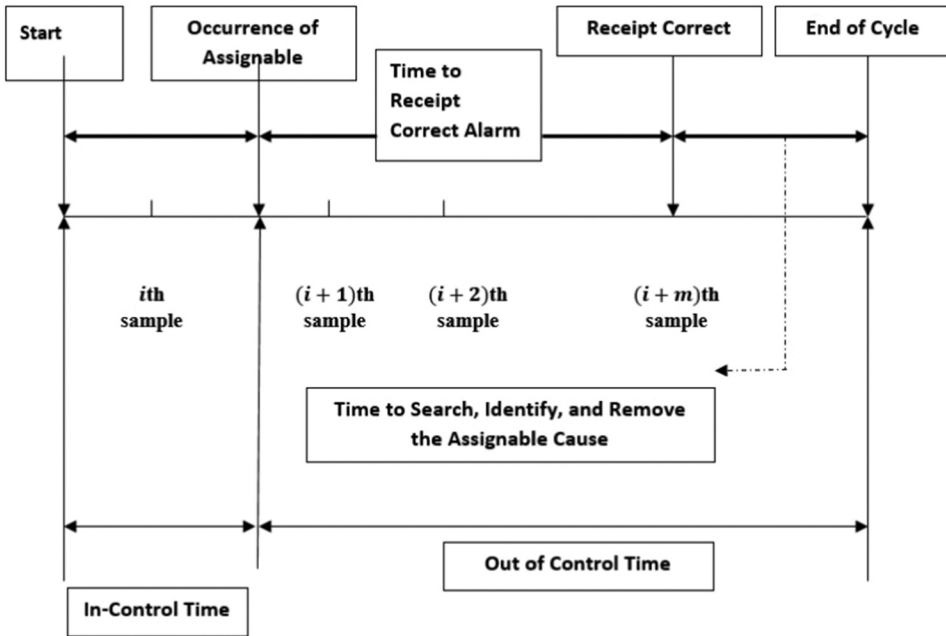 Start
Occurrence of
Assignable
Receipt Correct
End of Cycle
Time to
Receipt
Correct Alarm
ith
sample
(i + 1)th
sample
(i + 2)th
sample
(i + m)th
sample
Time to Search, Identify, and Remove
the Assignable Cause
Out of Control Time
In-Control Time